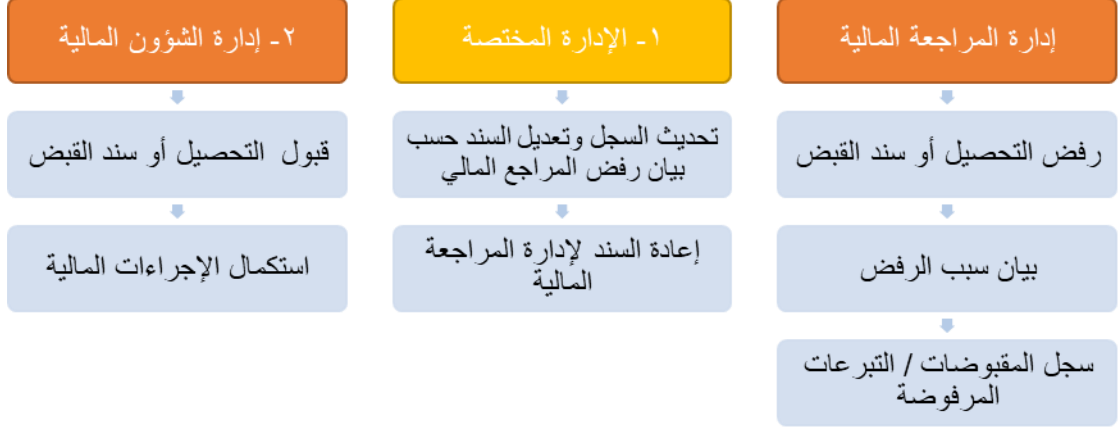 إدارة المراجعة المالية
رفض التحصيل أو سند القبض
بيان سبب الرفض
سجل المقبوضات / التبرعات
المرفوضة
١- الإدارة المختصة
تحديث السجل وتعديل السند حسب
بيان رفض المراجع المالي
إعادة السند لإدارة المراجعة
المالية
٢- إدارة الشؤون المالية
قبول التحصيل أو سند القبض
استكمال الإجراءات المالية